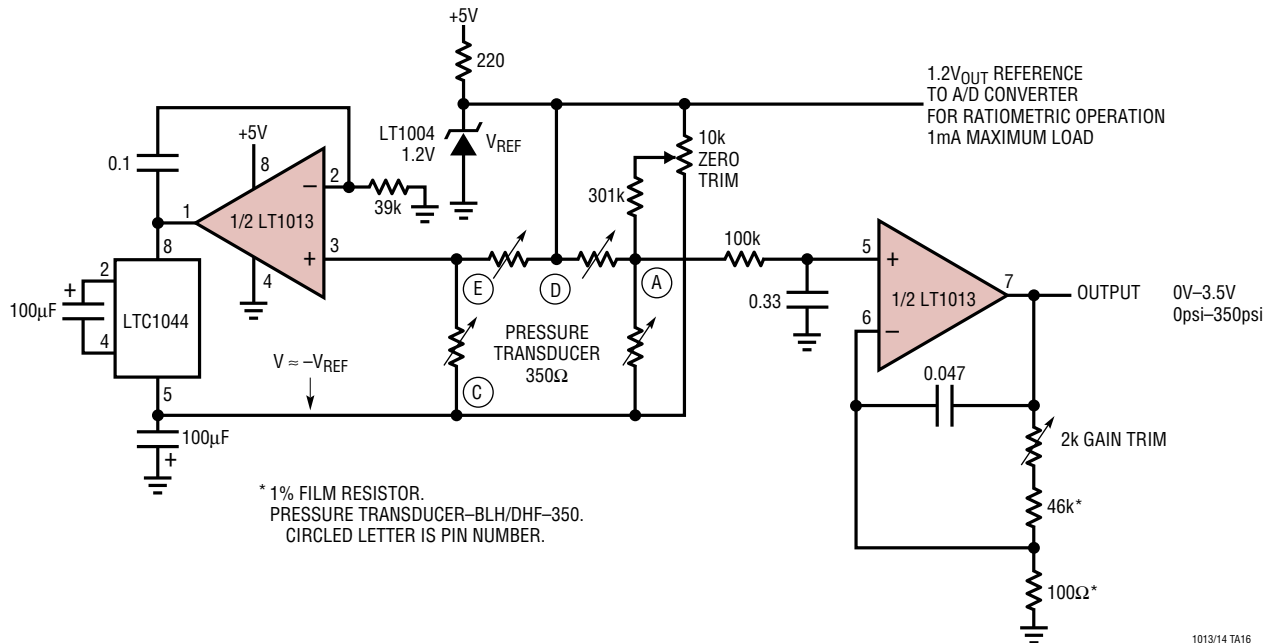 +5V
220
1.2VOUT REFERENCE
TO A/D CONVERTER
FOR RATIOMETRIC OPERATION
1mA MAXIMUM LOAD
LT1004
1.2V
VREF
10k
ZERO
TRIM
+5V
8
0.1
2
–
39k
1
1/2 LT1013
301k
3
+
4
100k
8
2
+
100µF
LTC1044
4
5
E
D
A
PRESSURE
TRANSDUCER
350Ω
C
V ≈ –VREF
100µF
+
0.33
5
+
1/2 LT1013
7
6
–
OUTPUT
0V–3.5V
0psi–350psi
0.047
2k GAIN TRIM
46k*
100Ω*
* 1% FILM RESISTOR.
PRESSURE TRANSDUCER–BLH/DHF–350.
CIRCLED LETTER IS PIN NUMBER.
1013/14 TA16